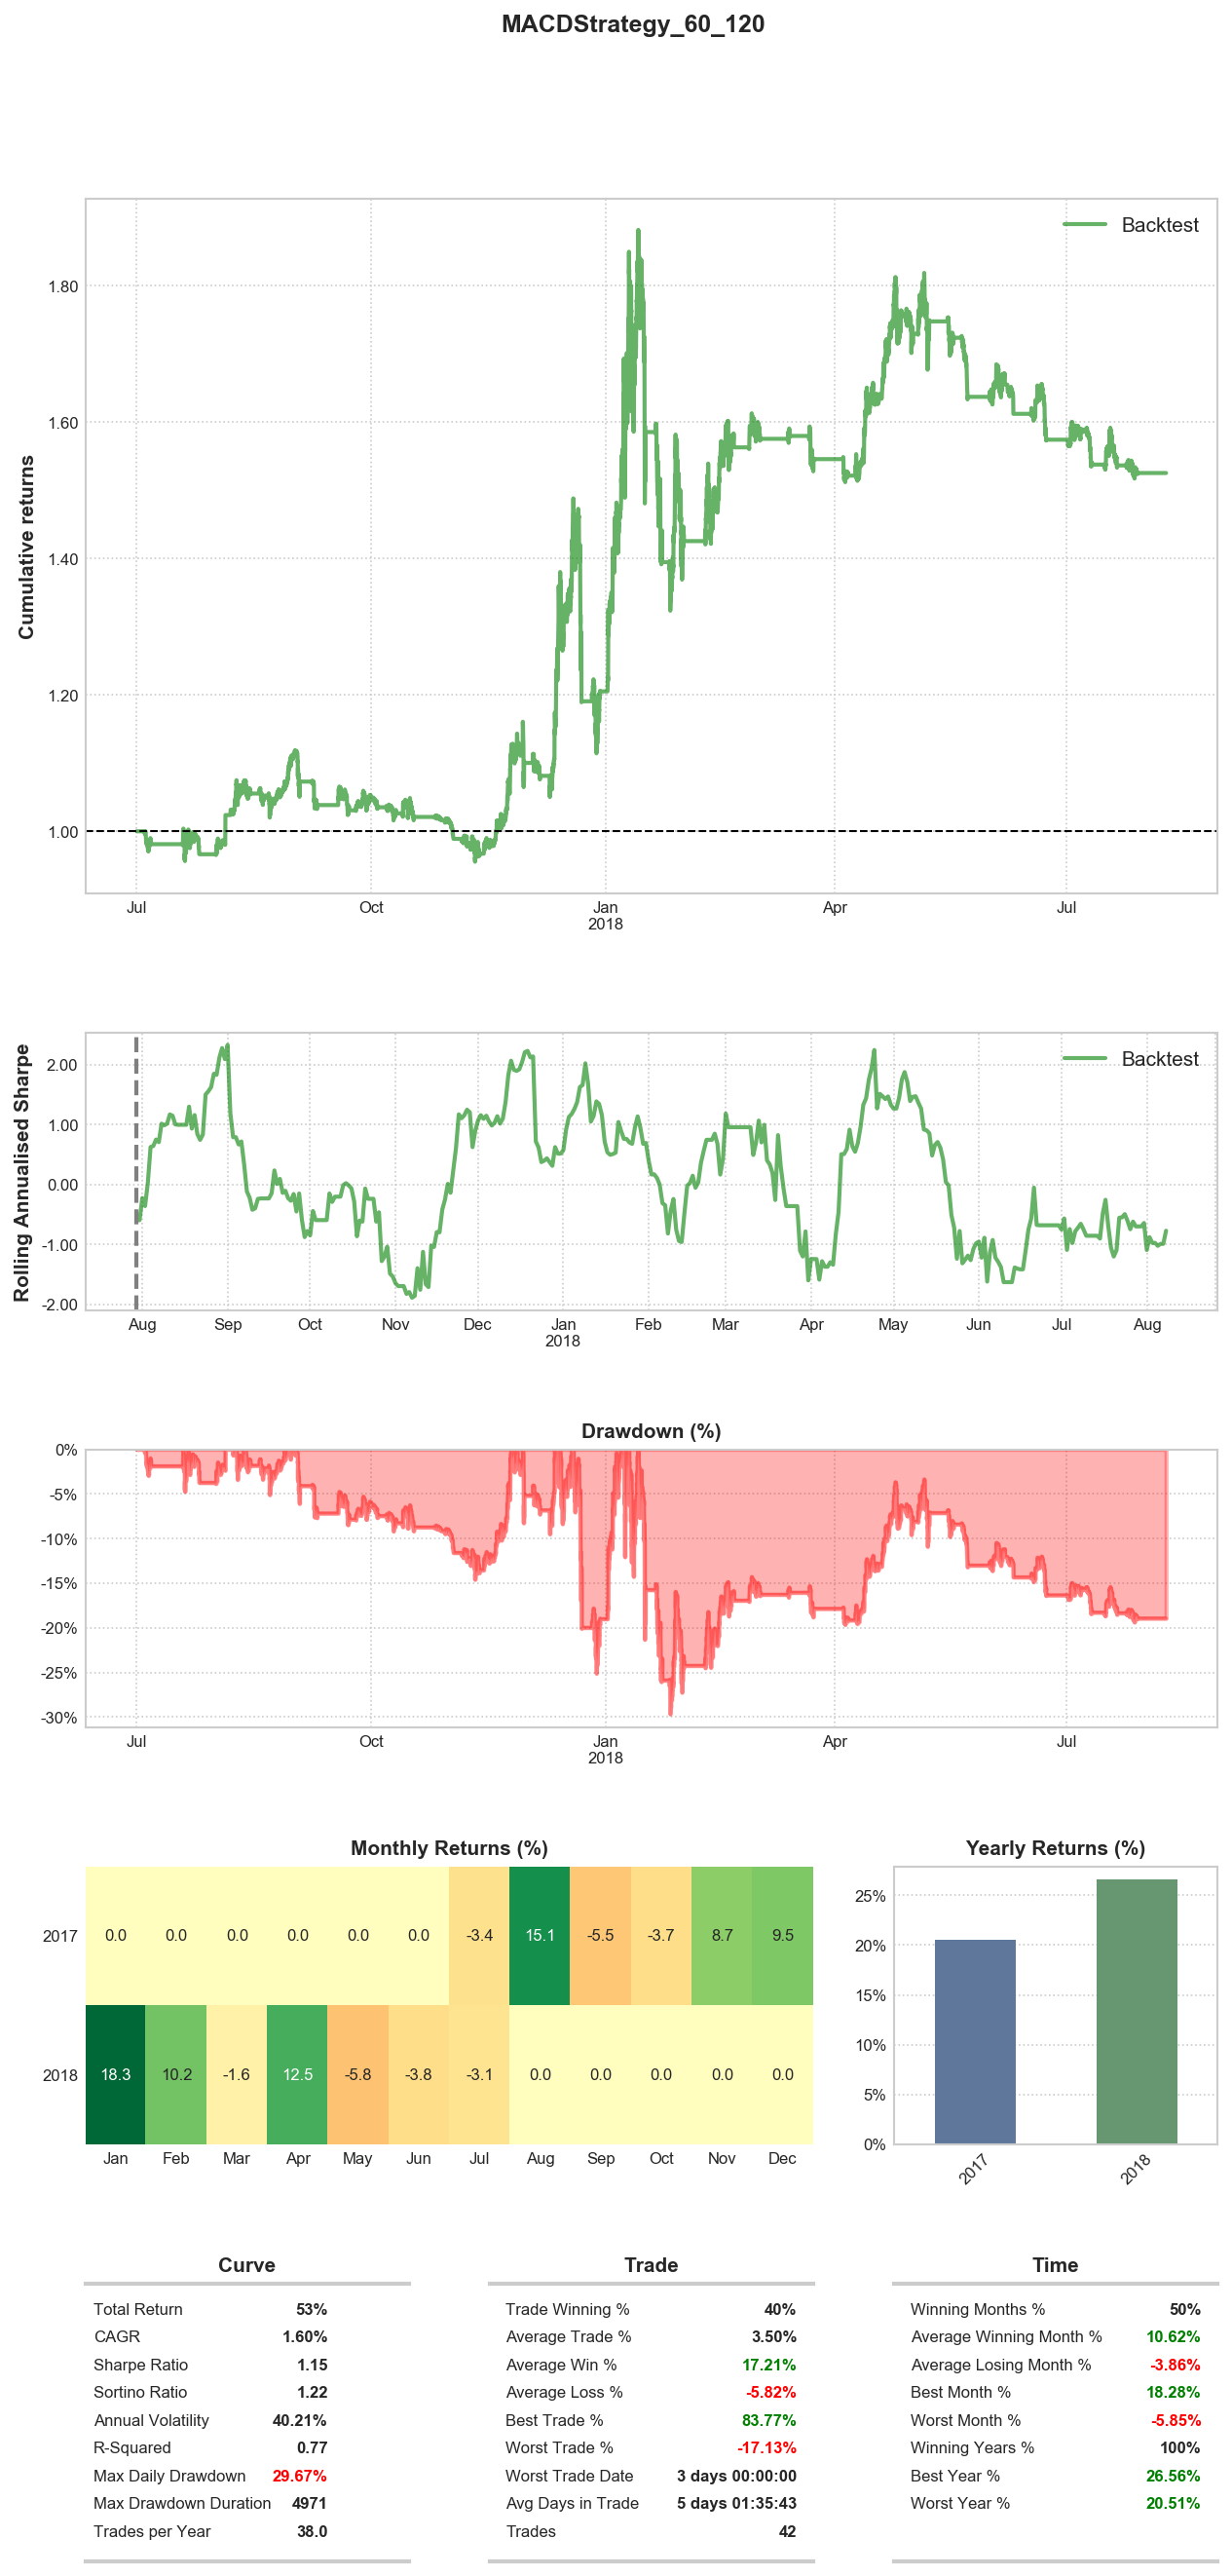 MACDStrategy_60_120
Backtest
Cumulative returns
1.80
1.60
1.40
1.20
1.00
Jul Oct Jan Apr Jul
2018
Backtest
Rolling Annualised Sharpe
2.00
1.00
0.00
-1.00
-2.00
Aug Sep Oct Nov Dec Jan Feb Mar Apr May Jun Jul Aug
2018
Drawdown (%)
0%
-5%
-10%
-15%
-20%
-25%
-30%
Jul Oct Jan Apr Jul
2018
Monthly Returns (%)
2017 0.0 0.0 0.0 0.0 0.0 0.0 -3.4 15.1 -5.5 -3.7 8.7 9.5
2018 18.3 10.2 -1.6 12.5 -5.8 -3.8 -3.1 0.0 0.0 0.0 0.0 0.0
Jan Feb Mar Apr May Jun Jul Aug Sep Oct Nov Dec
Yearly Returns (%)
25%
20%
15%
10%
5%
0%
2017 2018
Curve
Total Return 53%
CAGR 1.60%
Sharpe Ratio 1.15
Sortino Ratio 1.22
Annual Volatility 40.21%
R-Squared 0.77
Max Daily Drawdown 29.67%
Max Drawdown Duration 4971
Trades per Year 38.0
Trade
Trade Winning % 40%
Average Trade % 3.50%
Average Win % 17.21%
Average Loss % -5.82%
Best Trade % 83.77%
Worst Trade % -17.13%
Worst Trade Date 3 days 00:00:00
Avg Days in Trade 5 days 01:35:43
Trades 42
Time
Winning Months % 50%
Average Winning Month % 10.62%
Average Losing Month % -3.86%
Best Month % 18.28%
Worst Month % -5.85%
Winning Years % 100%
Best Year % 26.56%
Worst Year % 20.51%